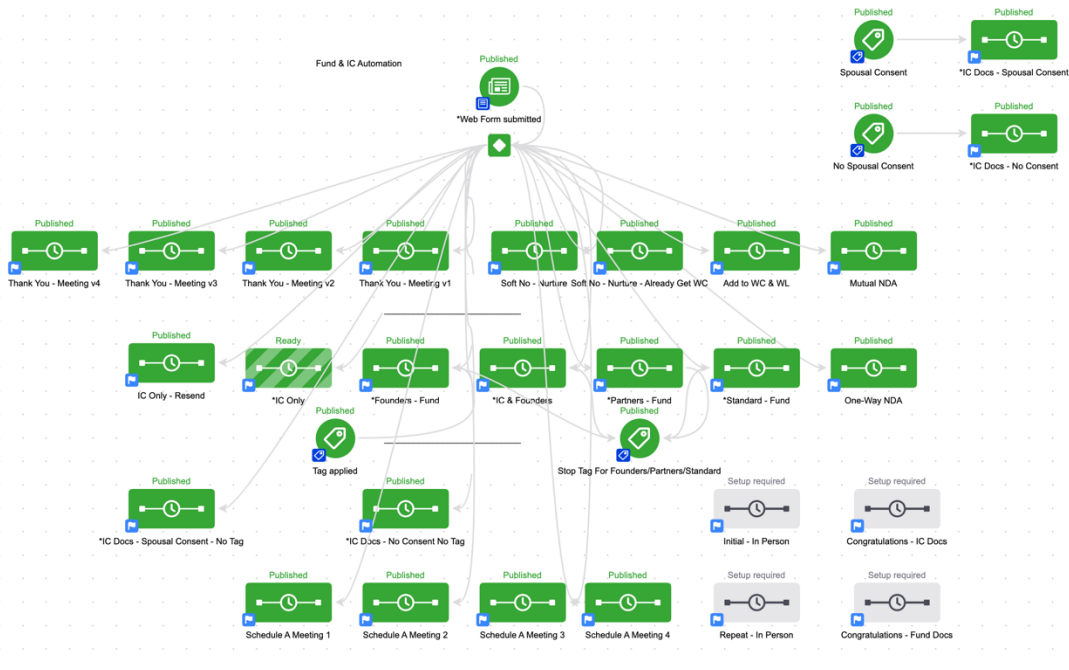 Published
Published
Spousal Consent
*IC Docs - Spousal Consent
Fund & IC Automation
Published
*Web Form submitted
Published
Published
No Spousal Consent
*IC Docs - No Consent
Published
Published
Published
Published
Published
Published
Published
Published
Thank You - Meeting v4
Thank You - Meeting v3
Thank You - Meeting v2
Thank You - Meeting v1
Soft No - Nurture
Soft No - Nurture - Already Get WC
Add to WC & WL
Mutual NDA
Published
Ready
Published
Published
Published
Published
Published
IC Only - Resend
*IC Only
*Founders - Fund
*IC & Founders
*Partners - Fund
*Standard - Fund
One-Way NDA
Published
Published
Tag applied
Stop Tag For Founders/Partners/Standard
Published
Published
Setup required
Setup required
*IC Docs - Spousal Consent - No Tag
*IC Docs - No Consent No Tag
Initial - In Person
Congratulations - IC Docs
Published
Published
Published
Published
Setup required
Setup required
Schedule A Meeting 1
Schedule A Meeting 2
Schedule A Meeting 3
Schedule A Meeting 4
Repeat - In Person
Congratulations - Fund Docs